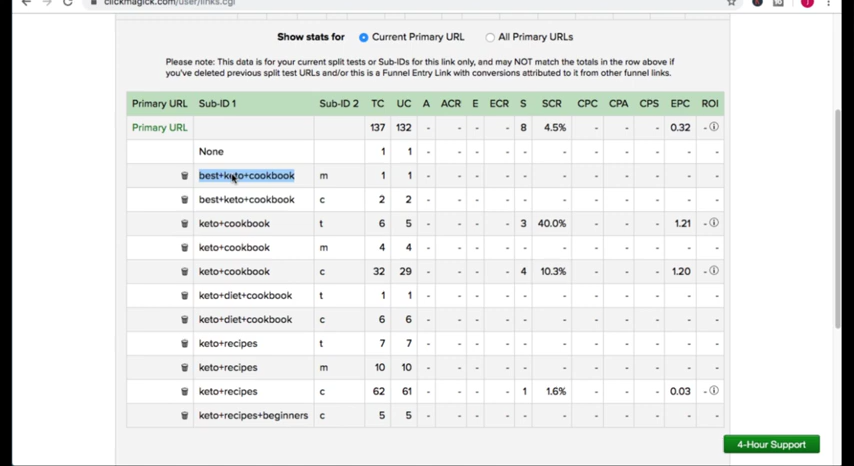 clickmagick.com/user/links.cgi
Show stats for Current Primary URL All Primary URLs
Please note: This data is for your current split tests or Sub-IDs for this link only, and may NOT match the totals in the row above if
you've deleted previous split test URLs and/or this is a Funnel Entry Link with conversions attributed to it from other funnel links.
Primary URL Sub-ID 1 Sub-ID 2 TC UC A ACR E ECR S SCR CPC CPA CPS EPC ROI
Primary URL 137 132 - - - - 8 4.5% - - - 0.32 -
None 1 1 - - - - - - - - - - -
best+keto+cookbook m 1 1 - - - - - - - - - - -
best+keto+cookbook c 2 2 - - - - - - - - - - -
keto+cookbook t 6 5 - - - - 3 40.0% - - - 1.21 -
keto+cookbook m 4 4 - - - - - - - - - - -
keto+cookbook c 32 29 - - - - 4 10.3% - - - 1.20 -
keto+diet+cookbook t 1 1 - - - - - - - - - - -
keto+diet+cookbook c 6 6 - - - - - - - - - - -
keto+recipes t 7 7 - - - - - - - - - - -
keto+recipes m 10 10 - - - - - - - - - - -
keto+recipes c 62 61 - - - - 1 1.6% - - - 0.03 -
keto+recipes+beginners c 5 5 - - - - - - - - - - -
4-Hour Support